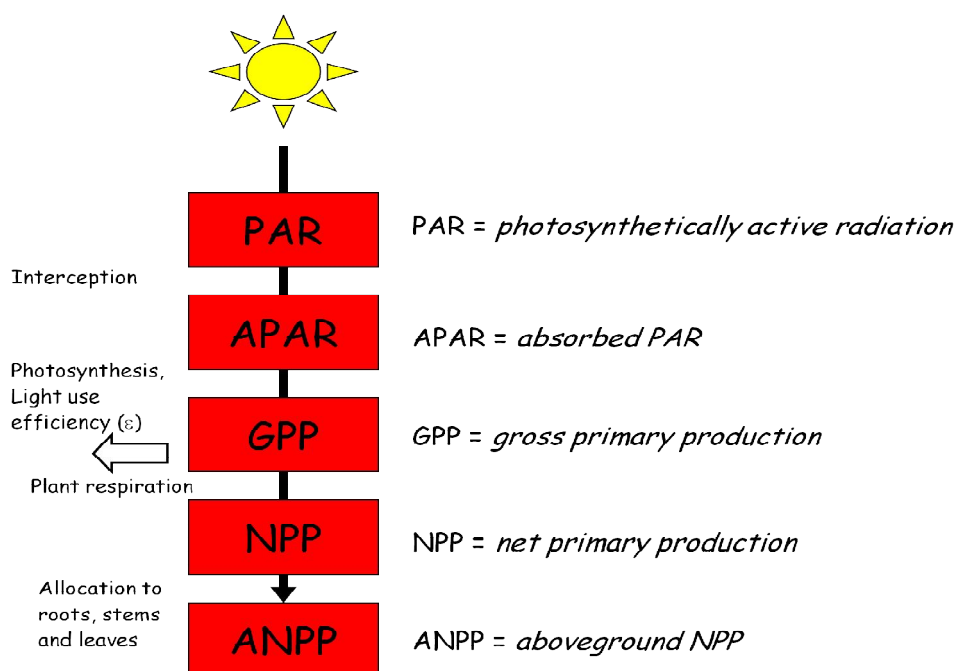 PAR
PAR = photosynthetically active radiation
Interception
APAR
APAR = absorbed PAR
Photosynthesis,
Light use
efficiency (ε)
GPP
GPP = gross primary production
Plant respiration
NPP
NPP = net primary production
Allocation to
roots, stems
and leaves
ANPP
ANPP = aboveground NPP